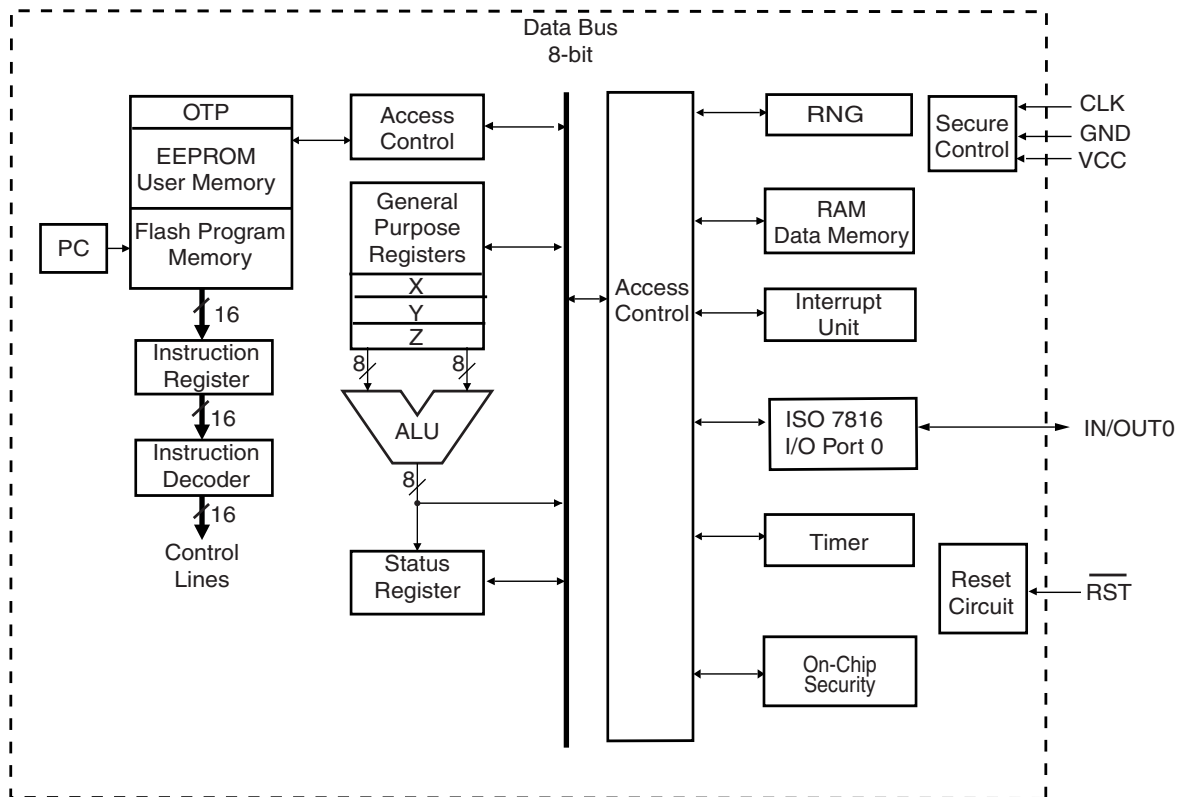 Data Bus
8-bit
OTP
EEPROM
User Memory
Flash Program
Memory
PC
16
Instruction
Register
16
Instruction
Decoder
16
Control
Lines
Access
Control
General
Purpose
Registers
X
Y
Z
8
8
ALU
8
Status
Register
Access
Control
RNG
RAM
Data Memory
Interrupt
Unit
ISO 7816
I/O Port 0
Timer
On-Chip
Security
Secure
Control
CLK
GND
VCC
IN/OUT0
Reset
Circuit
RST